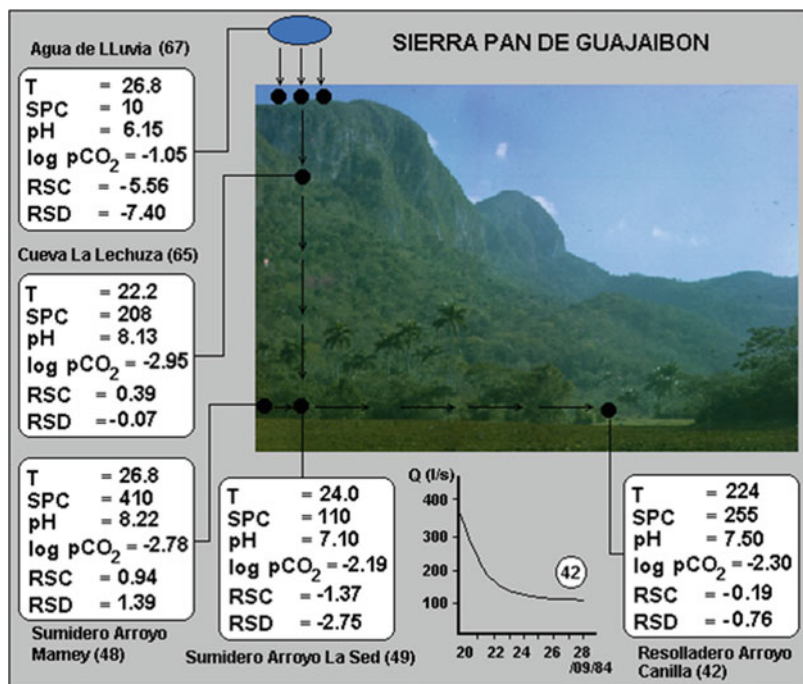 SIERRA PAN DE GUAJAIBON
Agua de LLuvia (67)
T = 26.8
SPC = 10
pH = 6.15
log pCO₂ = -1.05
RSC = -5.56
RSD = -7.40
Cueva La Lechuza (65)
T = 22.2
SPC = 208
pH = 8.13
log pCO₂ = -2.95
RSC = 0.39
RSD = -0.07
T = 26.8
SPC = 410
pH = 8.22
log pCO₂ = -2.78
RSC = 0.94
RSD = 1.39
Sumidero Arroyo
Mamey (48)
T = 24.0
SPC = 110
pH = 7.10
log pCO₂ = -2.19
RSC = -1.37
RSD = -2.75
Sumidero Arroyo La Sed (49)
Q (l/s)
400
300
200
100
42
20 22 24 26 28
/09/84
T = 224
SPC = 255
pH = 7.50
log pCO₂ = -2.30
RSC = -0.19
RSD = -0.76
Resolladero Arroyo
Canilla (42)